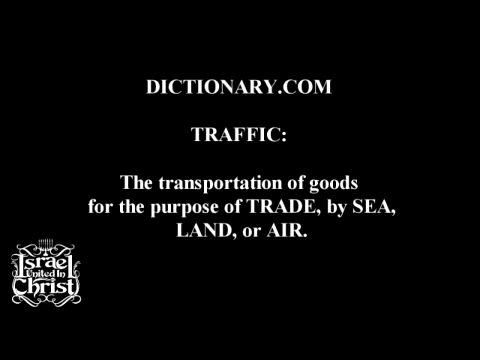 DICTIONARY.COM
TRAFFIC:
The transportation of goods
for the purpose of TRADE, by SEA,
LAND, or AIR.
Israel
United In
Christ